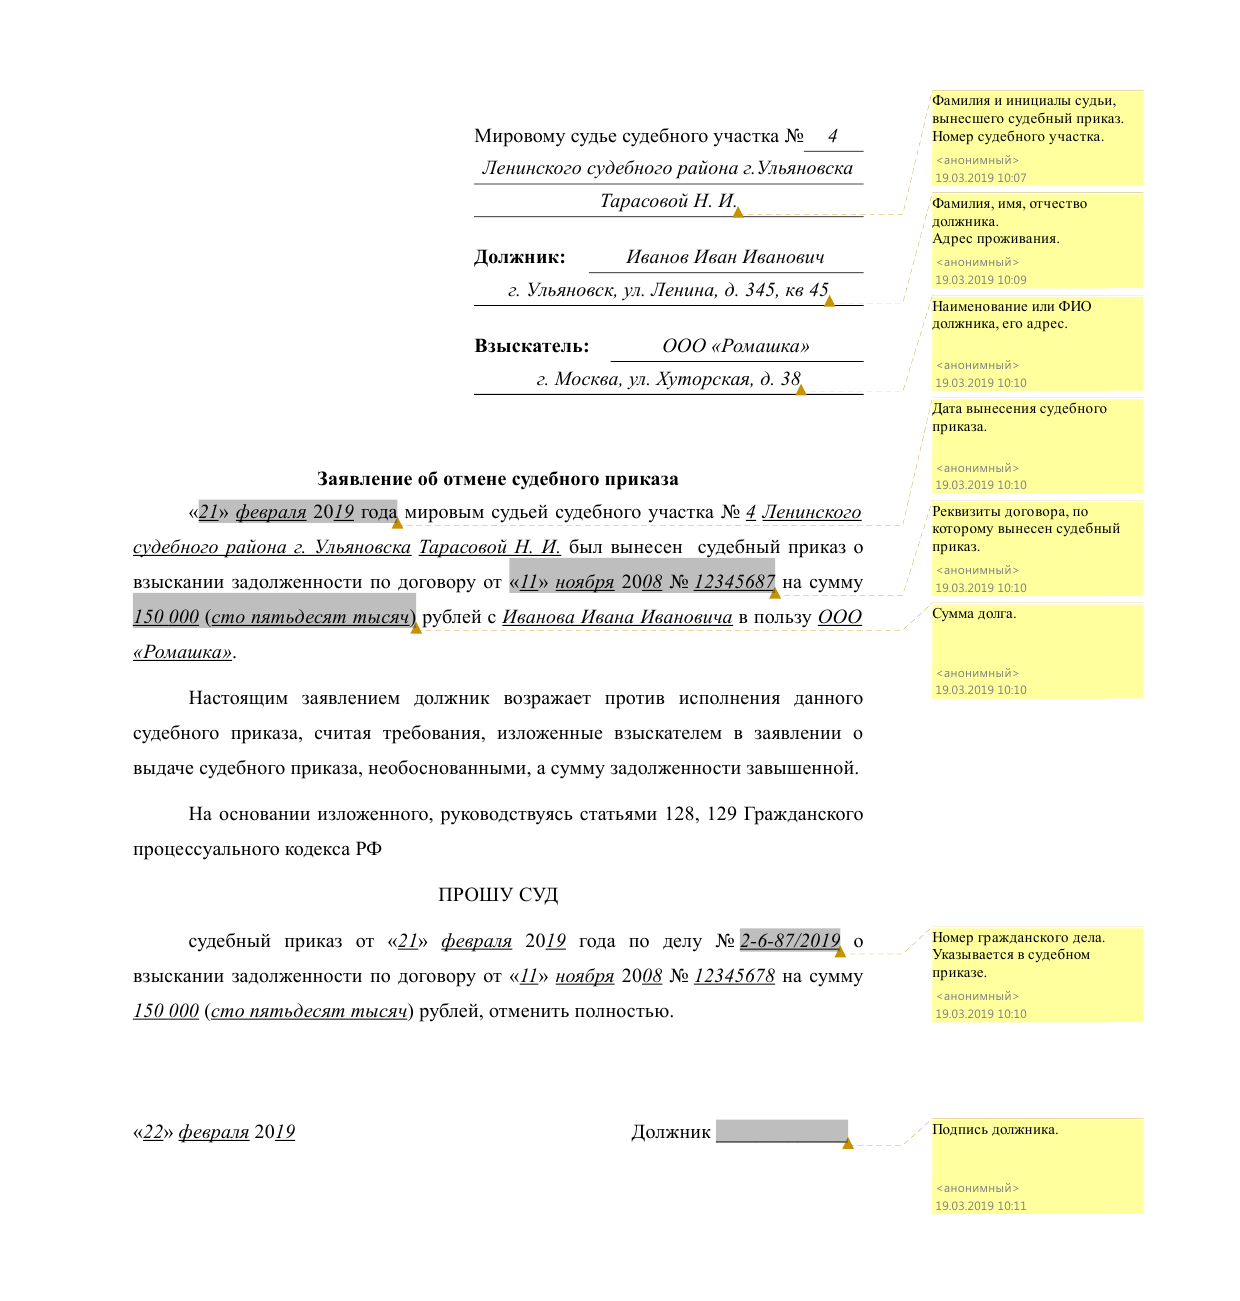 Мировому судье судебного участка № 4
Ленинского судебного района г.Ульяновска
Тарасовой Н. И.
Должник: Иванов Иван Иванович
г. Ульяновск, ул. Ленина, д. 345, кв 45
Взыскатель: ООО «Ромашка»
г. Москва, ул. Хуторская, д. 38
Заявление об отмене судебного приказа
«21» февраля 2019 года мировым судьей судебного участка № 4 Ленинского
судебного района г. Ульяновска Тарасовой Н. И. был вынесен судебный приказ о
взыскании задолженности по договору от «11» ноября 2008 № 12345687 на сумму
150 000 (сто пятьдесят тысяч) рублей с Иванова Ивана Ивановича в пользу ООО
«Ромашка».
Настоящим заявлением должник возражает против исполнения данного
судебного приказа, считая требования, изложенные взыскателем в заявлении о
выдаче судебного приказа, необоснованными, а сумму задолженности завышенной.
На основании изложенного, руководствуясь статьями 128, 129 Гражданского
процессуального кодекса РФ
ПРОШУ СУД
судебный приказ от «21» февраля 2019 года по делу № 2-6-87/2019 о
взыскании задолженности по договору от «11» ноября 2008 № 12345678 на сумму
150 000 (сто пятьдесят тысяч) рублей, отменить полностью.
«22» февраля 2019
Должник
Фамилия и инициалы судьи,
вынесшего судебный приказ.
Номер судебного участка.
<анонимный>
19.03.2019 10:07
Фамилия, имя, отчество
должника.
Адрес проживания.
<анонимный>
19.03.2019 10:09
Наименование или ФИО
должника, его адрес.
<анонимный>
19.03.2019 10:10
Дата вынесения судебного
приказа.
<анонимный>
19.03.2019 10:10
Реквизиты договора, по
которому вынесен судебный
приказ.
<анонимный>
19.03.2019 10:10
Сумма долга.
<анонимный>
19.03.2019 10:10
Номер гражданского дела.
Указывается в судебном
приказе.
<анонимный>
19.03.2019 10:10
Подпись должника.
<анонимный>
19.03.2019 10:11